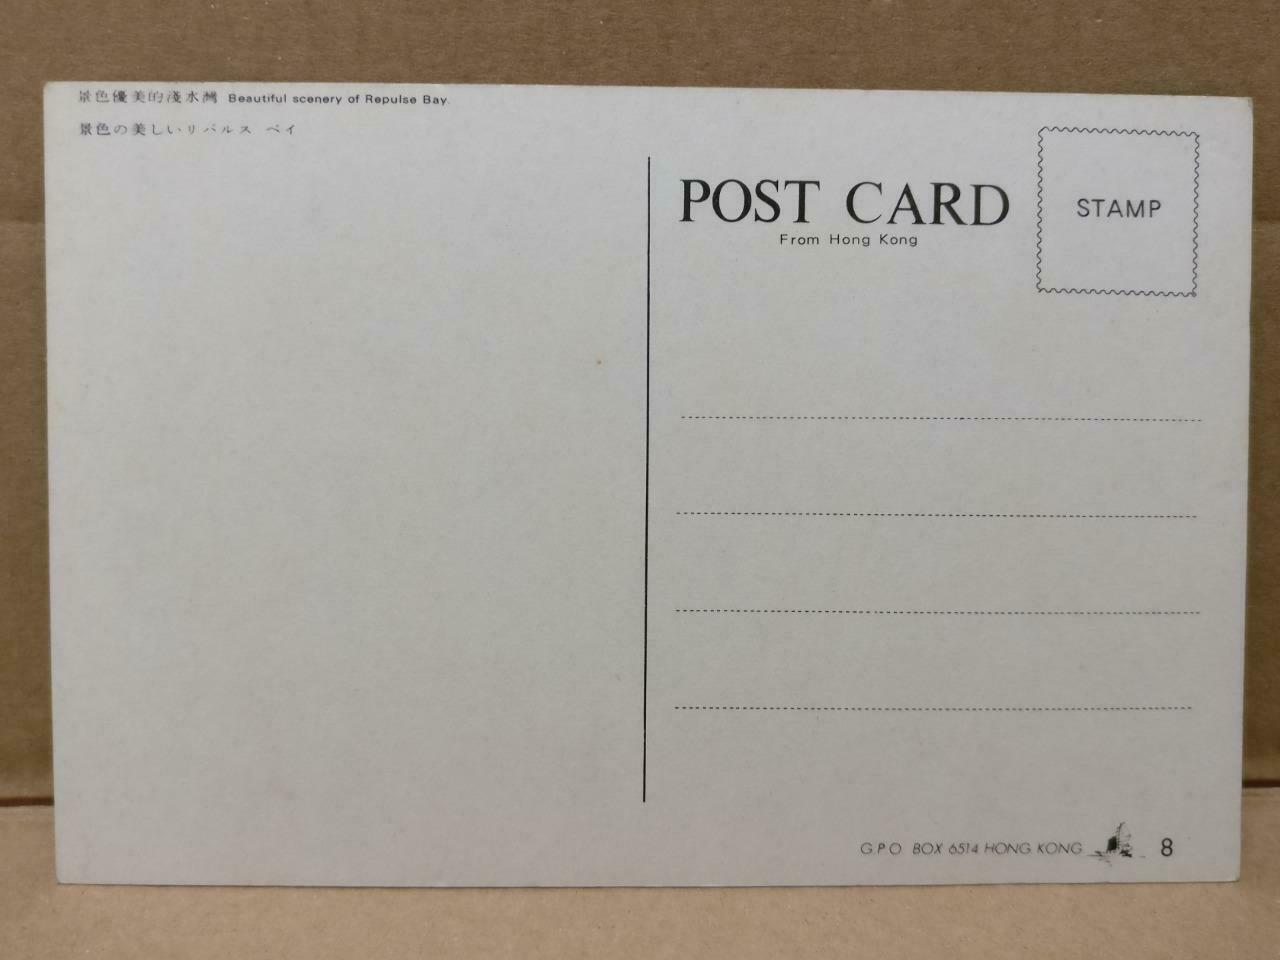 景色優美的淺水灣 Beautiful scenery of Repulse Bay.
景色の美しいリパルス ベイ
POST CARD
From Hong Kong
STAMP
G.P.O. BOX 6514 HONG KONG 8